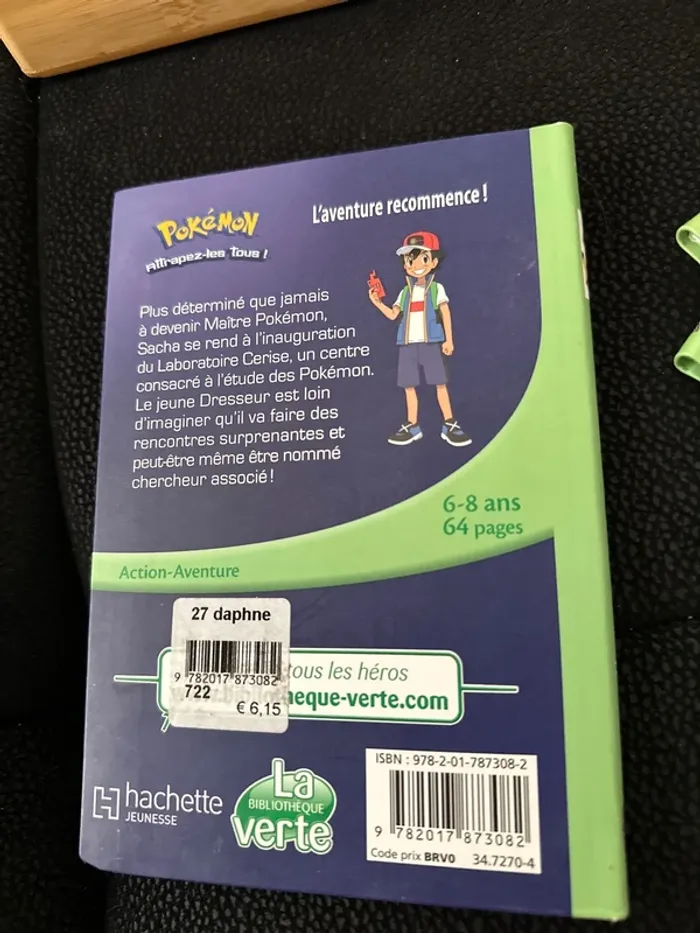 L'aventure recommence !
POKéMON
Attrapez-les Tous !
Plus déterminé que jamais
à devenir Maître Pokémon,
Sacha se rend à l'inauguration
du Laboratoire Cerise, un centre
consacré à l'étude des Pokémon.
Le jeune Dresseur est loin
d'imaginer qu'il va faire des
rencontres surprenantes et
peut-être même être nommé
chercheur associé !
6-8 ans
64 pages
Action-Aventure
27 daphne
9 782017 873082
722
€ 6,15
tous les héros
heque-verte.com
hachette
JEUNESSE
La
BIBLIOTHÈQUE
verte
ISBN : 978-2-01-787308-2
9 782017 873082
Code prix BRV0 34.7270-4